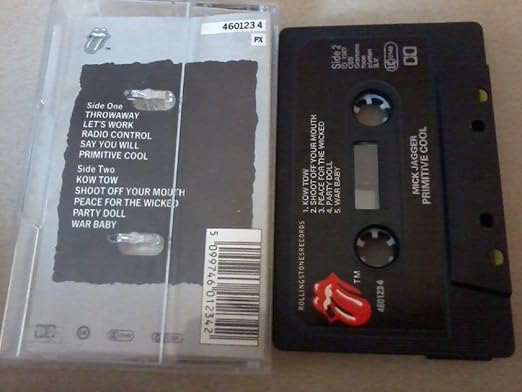 460123 4
PX
Side One
THROWAWAY
LET'S WORK
RADIO CONTROL
SAY YOU WILL
PRIMITIVE COOL
Side Two
KOW TOW
SHOOT OFF YOUR MOUTH
PEACE FOR THE WICKED
PARTY DOLL
WAR BABY
5 099746 012342
Side 2
℗ 1987
MICK JAGGER
PRIMITIVE COOL
1. KOW TOW
2. SHOOT OFF YOUR MOUTH
3. PEACE FOR THE WICKED
4. PARTY DOLL
5. WAR BABY
ROLLINGSTONESRECORDS
TM
460123 4